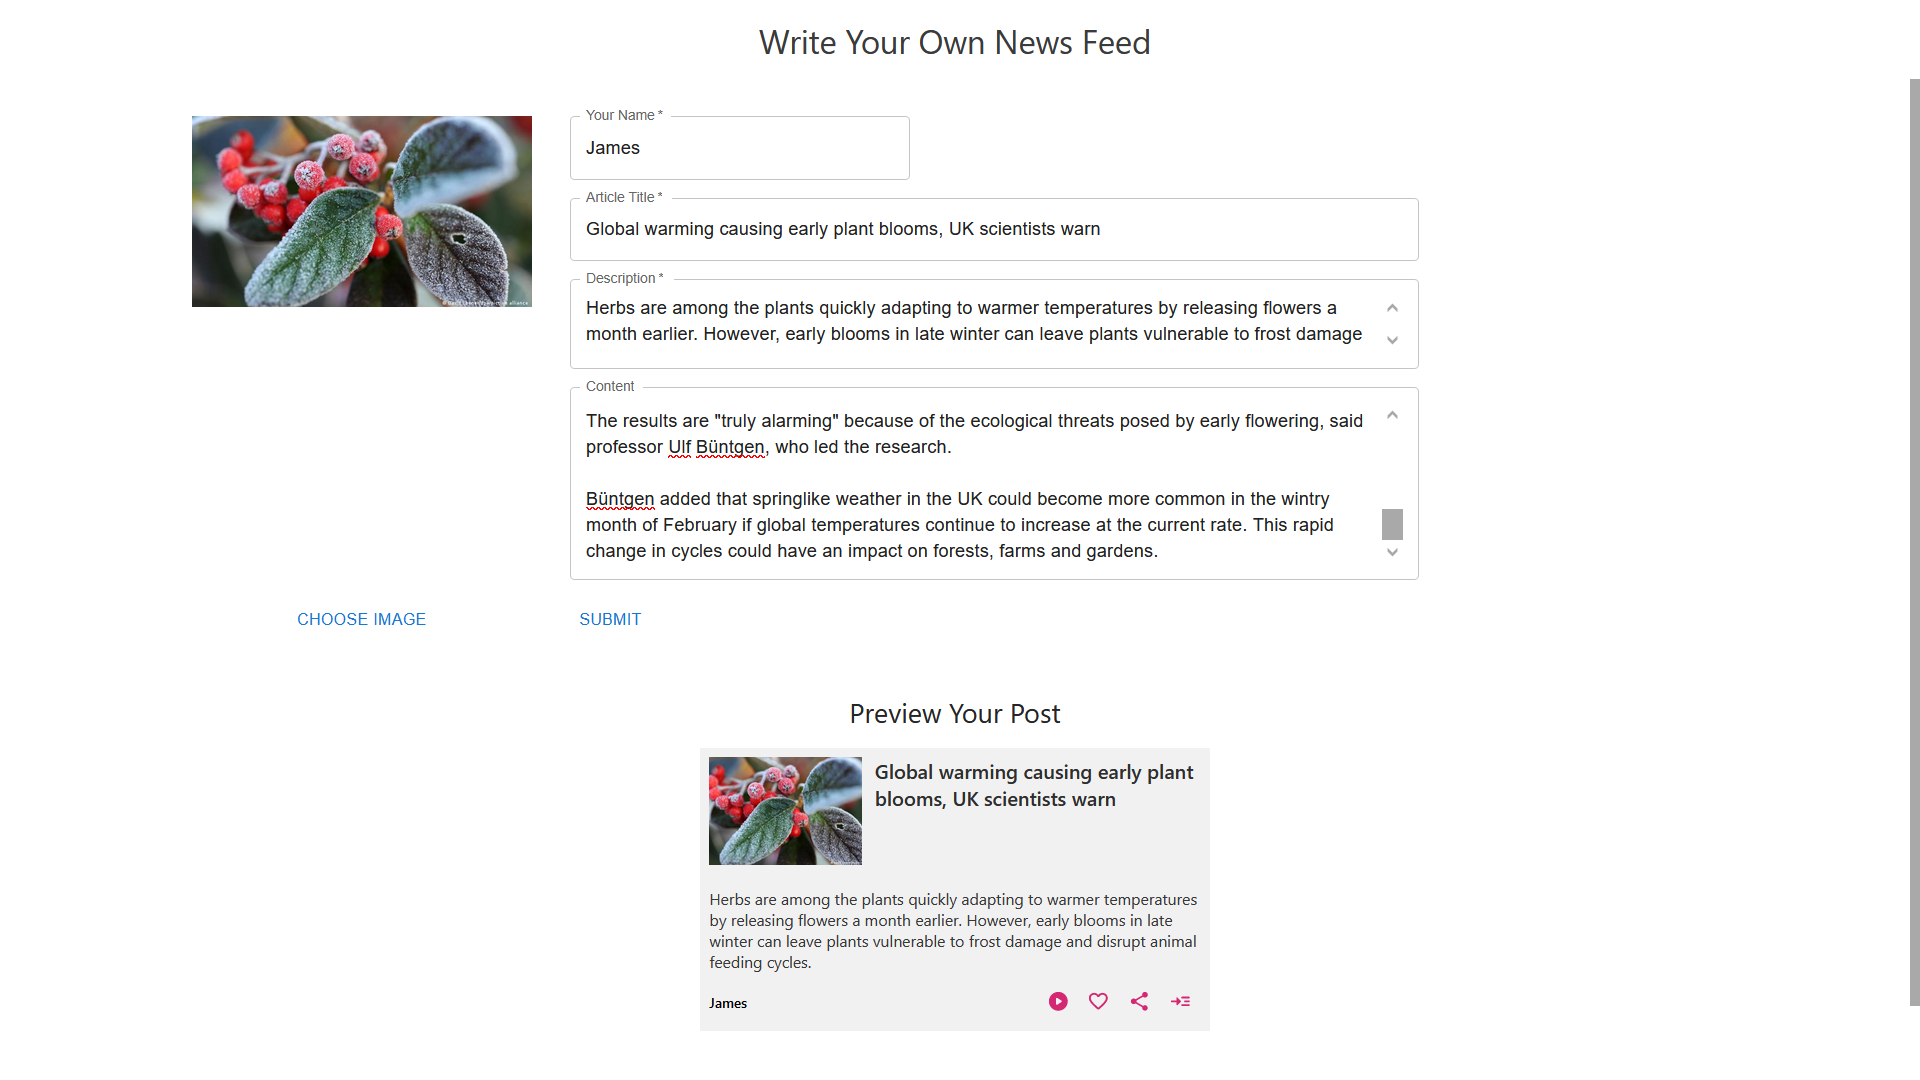 Write Your Own News Feed
Your Name *
James
Article Title *
Global warming causing early plant blooms, UK scientists warn
Description *
Herbs are among the plants quickly adapting to warmer temperatures by releasing flowers a
month earlier. However, early blooms in late winter can leave plants vulnerable to frost damage
Content
The results are "truly alarming" because of the ecological threats posed by early flowering, said
professor Ulf Büntgen, who led the research.
Büntgen added that springlike weather in the UK could become more common in the wintry
month of February if global temperatures continue to increase at the current rate. This rapid
change in cycles could have an impact on forests, farms and gardens.
CHOOSE IMAGE
SUBMIT
Preview Your Post
Global warming causing early plant
blooms, UK scientists warn
Herbs are among the plants quickly adapting to warmer temperatures
by releasing flowers a month earlier. However, early blooms in late
winter can leave plants vulnerable to frost damage and disrupt animal
feeding cycles.
James